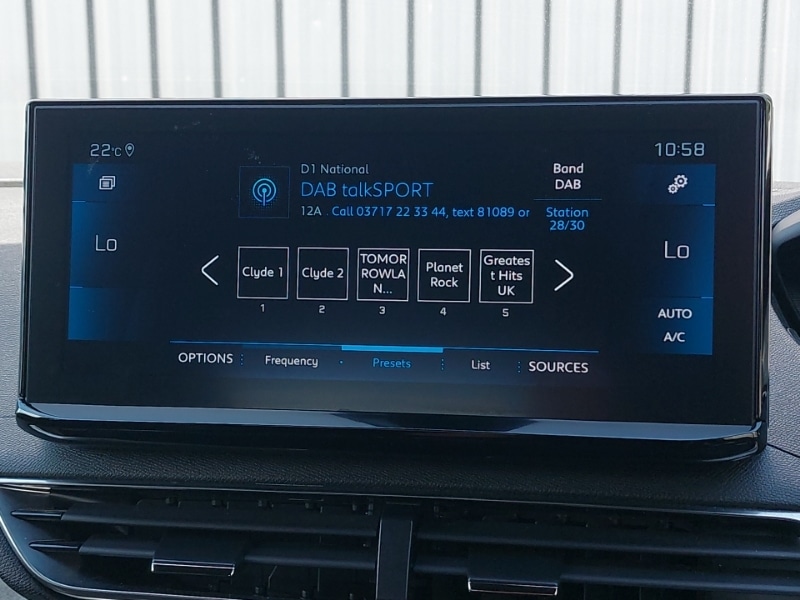 22°C
10:58
D1 National
DAB talkSPORT
12A . Call 03717 22 33 44, text 81089 or
Band
DAB
Station
28/30
Lo
Lo
Clyde 1
Clyde 2
TOMOR
ROWLA
N...
Planet
Rock
Greates
t Hits
UK
1
2
3
4
5
AUTO
A/C
OPTIONS
Frequency
Presets
List
SOURCES